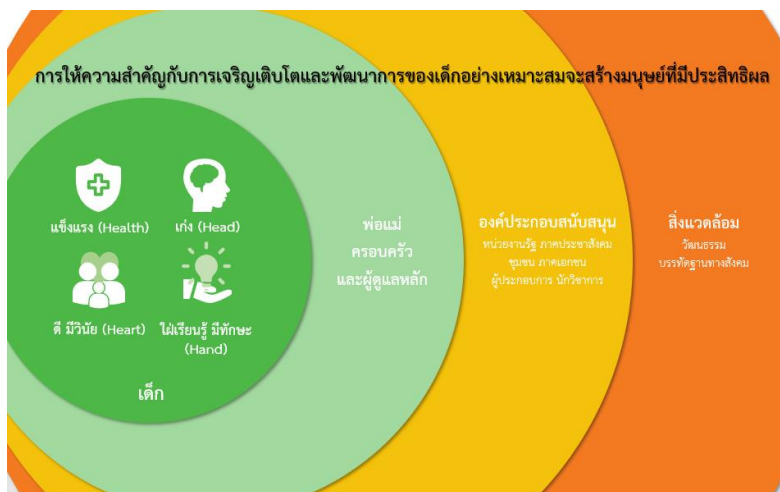 การให้ความสำคัญกับการเจริญเติบโตและพัฒนาการของเด็กอย่างเหมาะสมจะสร้างมนุษย์ที่มีประสิทธิผล
แข็งแรง (Health)
เก่ง (Head)
ดี มีวินัย (Heart)
ใฝ่เรียนรู้ มีทักษะ
(Hand)
เด็ก
พ่อแม่
ครอบครัว
และผู้ดูแลหลัก
องค์ประกอบสนับสนุน
หน่วยงานรัฐ ภาคประชาสังคม
ชุมชน ภาคเอกชน
ผู้ประกอบการ นักวิชาการ
สิ่งแวดล้อม
วัฒนธรรม
บรรทัดฐานทางสังคม